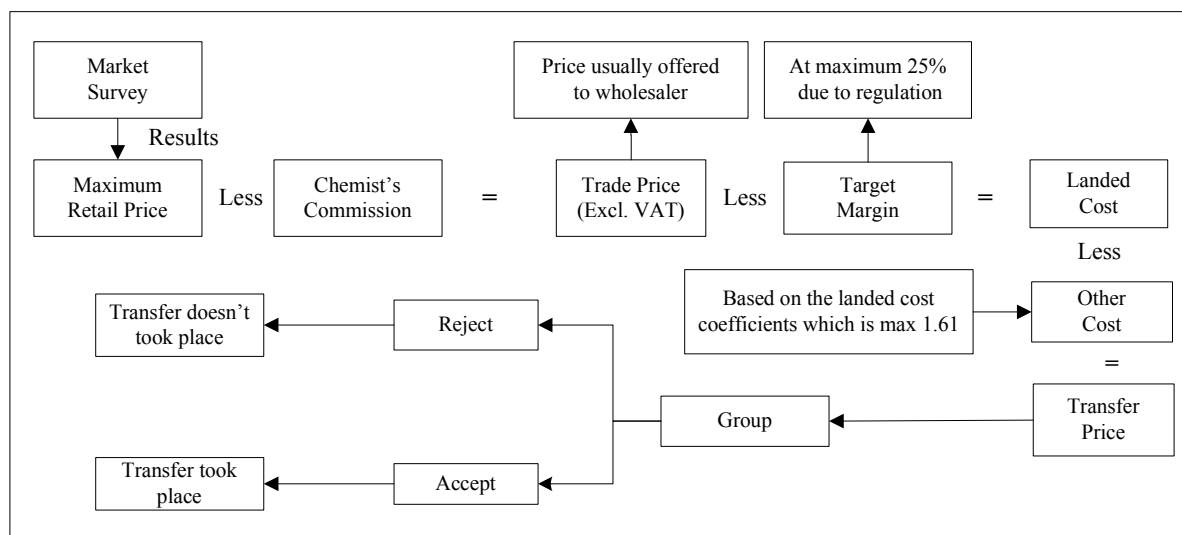 Market
Survey
Price usually offered
to wholesaler
At maximum 25%
due to regulation
Results
Maximum
Retail Price
Less
Chemist's
Commission
=
Trade Price
(Excl. VAT)
Less
Target
Margin
=
Landed
Cost
Less
Based on the landed cost
coefficients which is max 1.61
Other
Cost
=
Transfer doesn't
took place
Reject
Group
Transfer
Price
Transfer took
place
Accept